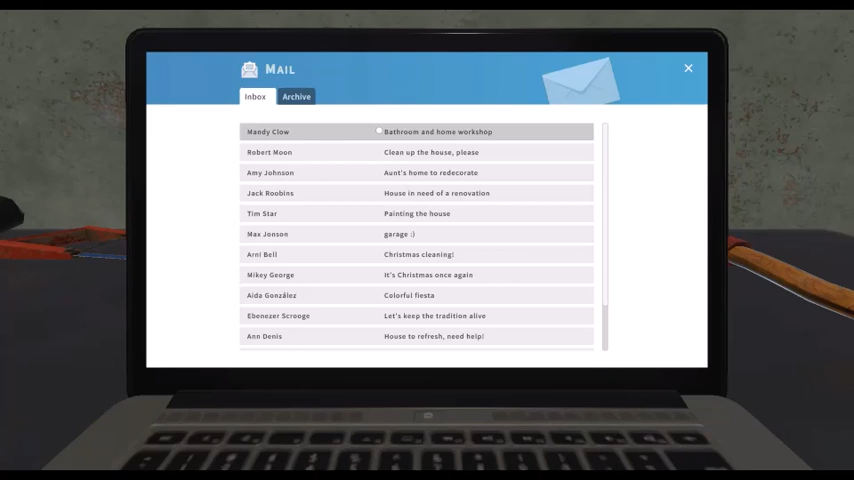 MAIL
Inbox Archive
Mandy Clow Bathroom and home workshop
Robert Moon Clean up the house, please
Amy Johnson Aunt's home to redecorate
Jack Roobins House in need of a renovation
Tim Star Painting the house
Max Jonson garage :)
Arni Bell Christmas cleaning!
Mikey George It's Christmas once again
Aida González Colorful fiesta
Ebenezer Scrooge Let's keep the tradition alive
Ann Denis House to refresh, need help!